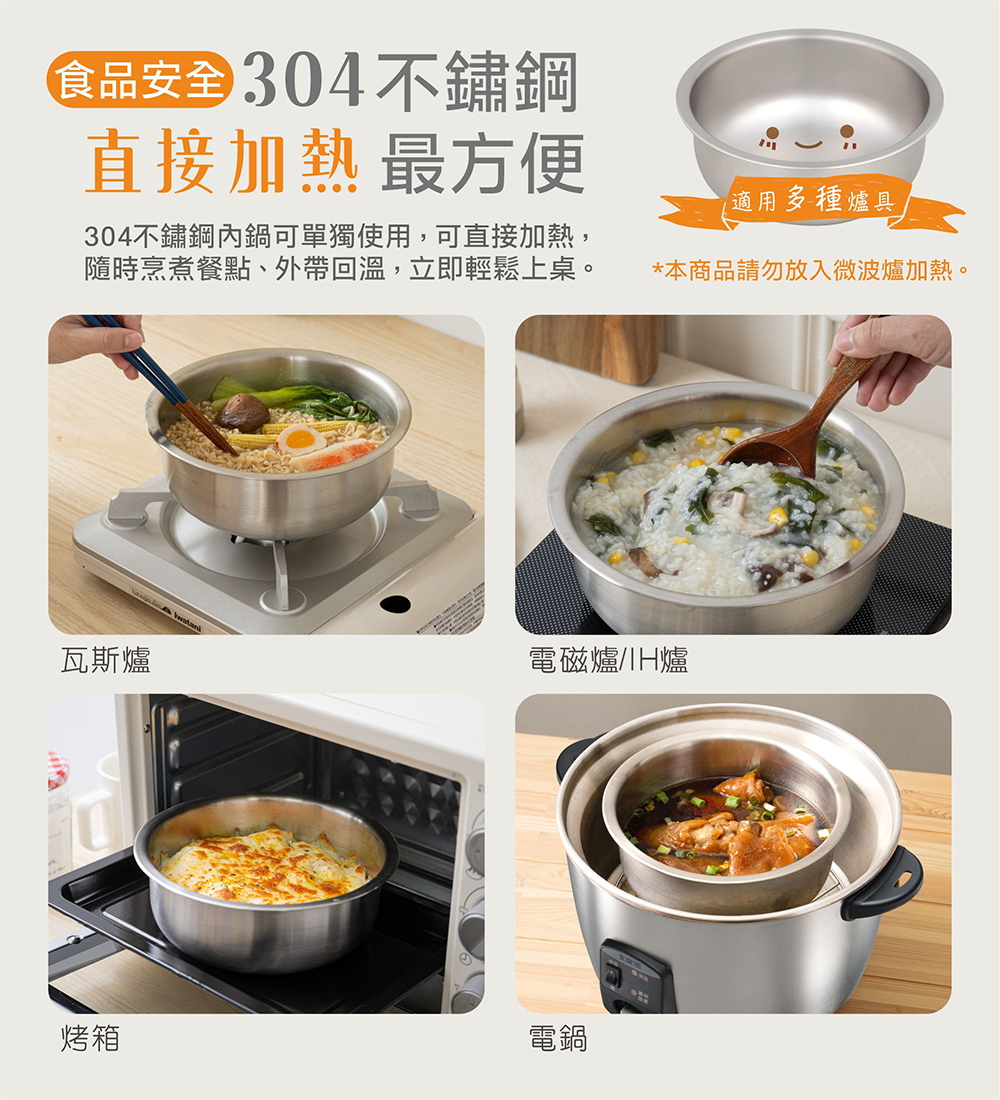 食品安全 304不鏽鋼
直接加熱 最方便
304不鏽鋼內鍋可單獨使用，可直接加熱，
隨時烹煮餐點、外帶回溫，立即輕鬆上桌。
適用多種爐具
*本商品請勿放入微波爐加熱。
Iwatani
瓦斯爐
電磁爐/IH爐
烤箱
電鍋